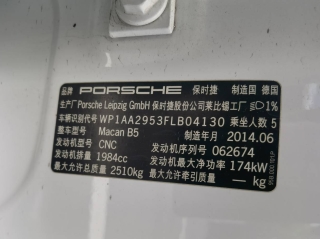 品牌 PORSCHE 保时捷 制造国 德国
生产厂 Porsche Leipzig GmbH 保时捷股份公司莱比锡工厂 1%
车辆识别代号 WP1AA2953FLB04130 乘坐人数 5
整车型号 Macan B5 制造年月 2014.06
发动机型号 CNC 发动机序列号 062674
发动机排量 1984cc 发动机最大净功率 174kW
最大允许总质量 2510kg 最大允许牵引质量 — kg